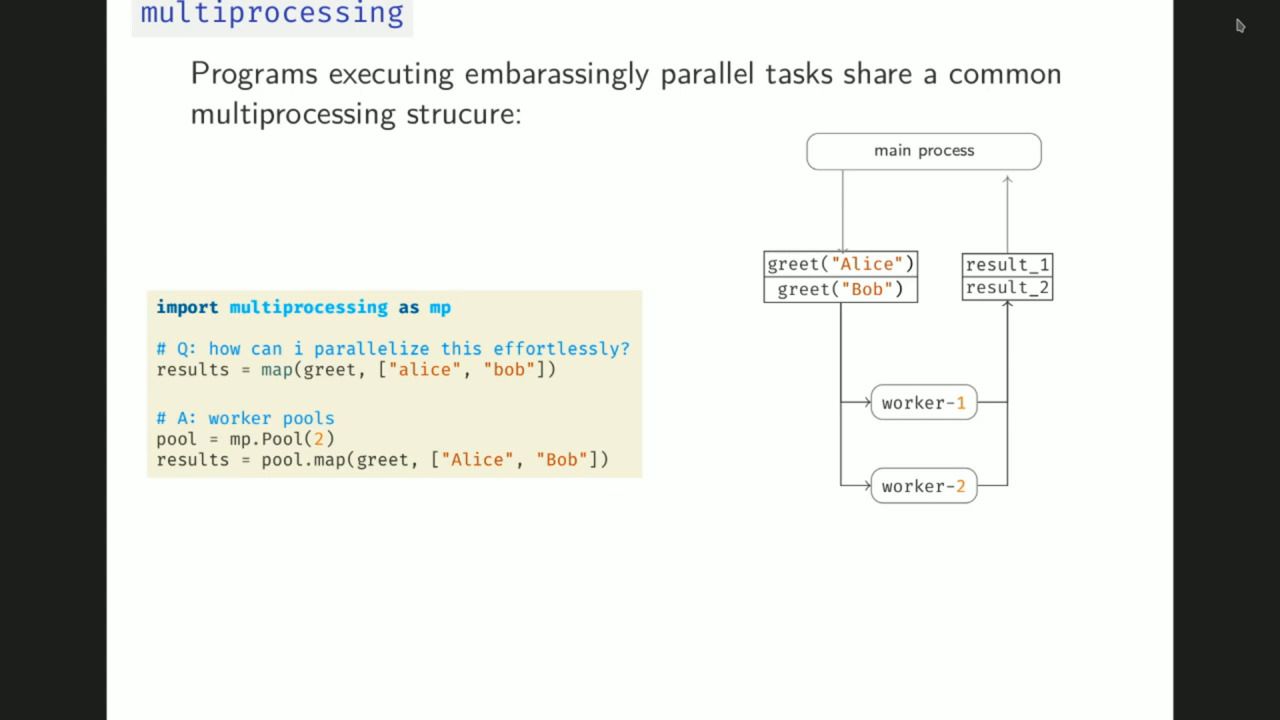 multiprocessing
Programs executing embarassingly parallel tasks share a common
multiprocessing strucure:
import multiprocessing as mp
# Q: how can i parallelize this effortlessly?
results = map(greet, ["alice", "bob"])
# A: worker pools
pool = mp.Pool(2)
results = pool.map(greet, ["Alice", "Bob"])
main process
greet("Alice")
greet("Bob")
result_1
result_2
worker-1
worker-2